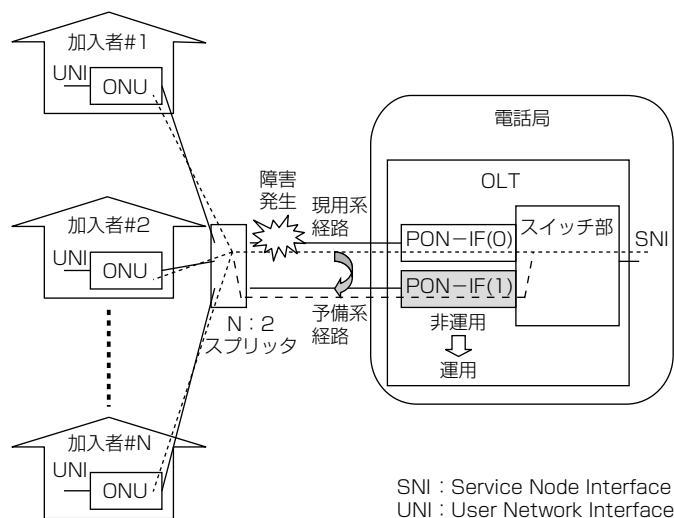 加入者#1
UNI
ONU
電話局
OLT
障害
発生
現用系
経路
加入者#2
UNI
ONU
PON-IF(0)
スイッチ部
SNI
PON-IF(1)
N:2
スプリッタ
予備系
経路
非運用
運用
加入者#N
UNI
ONU
SNI:Service Node Interface
UNI:User Network Interface